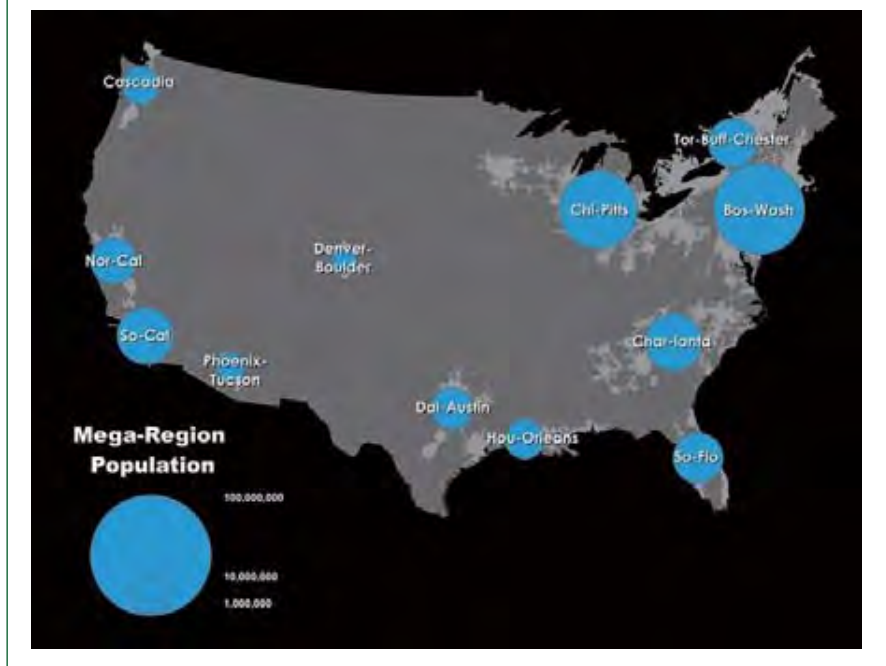 Cascadia
Tor-Buff-Chester
Chi-Pitts
Bos-Wash
Nor-Cal
Denver-
Boulder
So-Cal
Char-lanta
Phoenix-
Tucson
Dal-Austin
Hou-Orleans
So-Flo
Mega-Region
Population
100,000,000
10,000,000
1,000,000